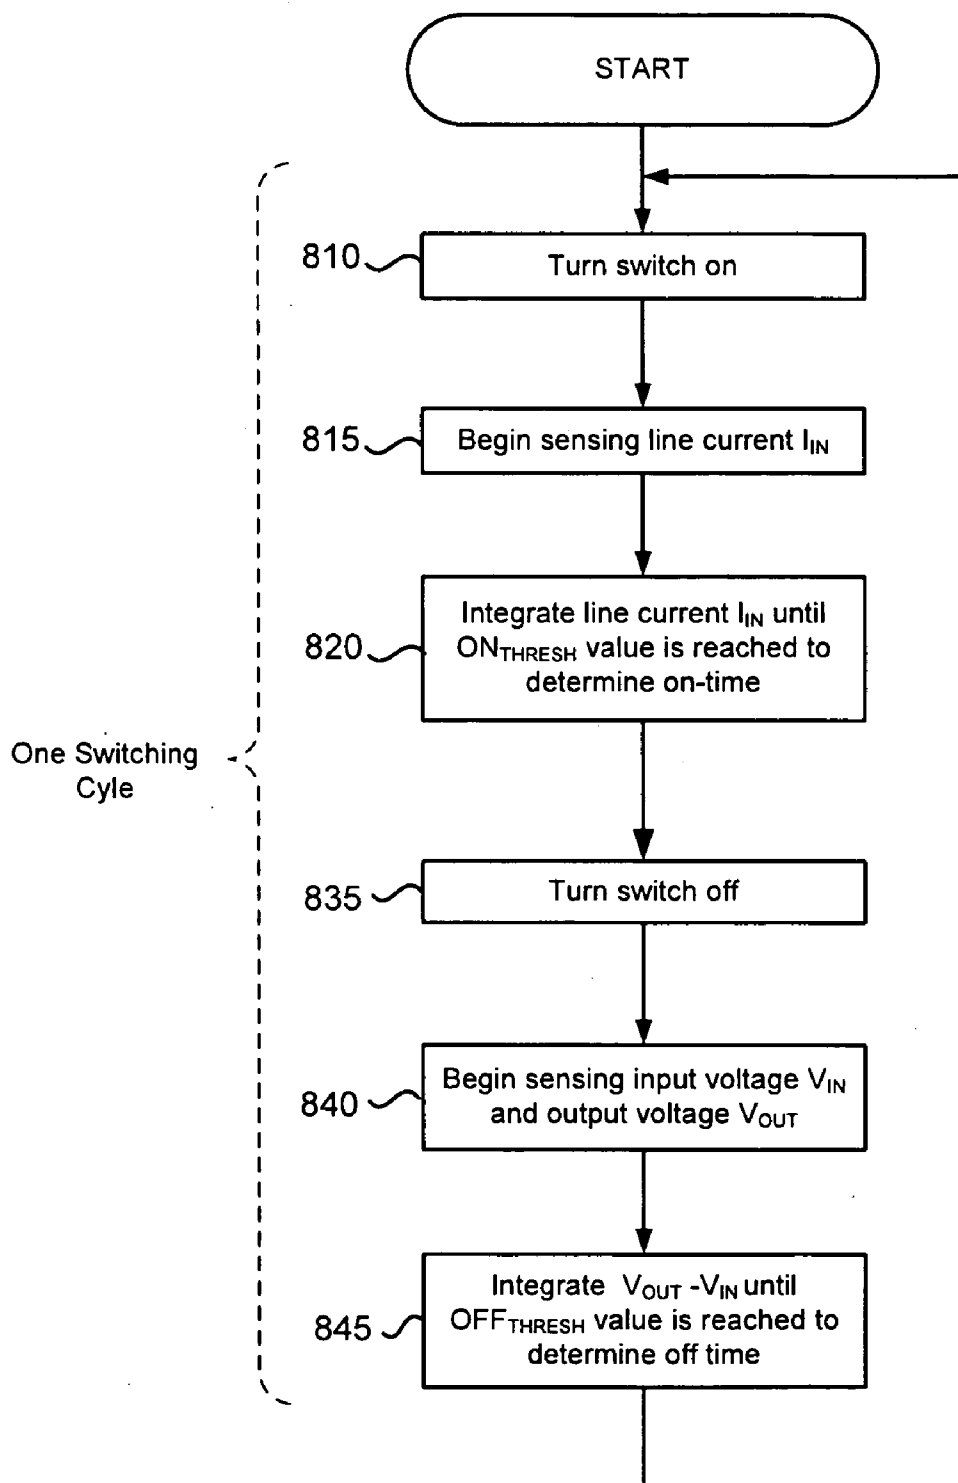 START
810
Turn switch on
815
Begin sensing line current I_IN
820
Integrate line current I_IN until
ON_THRESH value is reached to
determine on-time
One Switching
Cyle
835
Turn switch off
840
Begin sensing input voltage V_IN
and output voltage V_OUT
845
Integrate V_OUT -V_IN until
OFF_THRESH value is reached to
determine off time